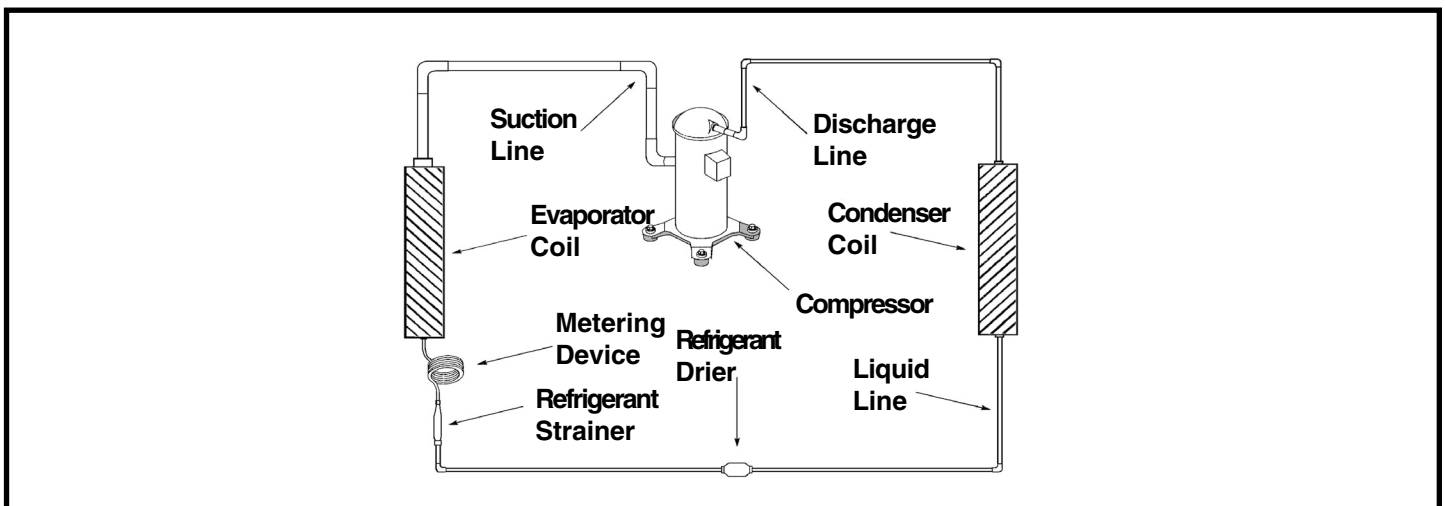 Suction
Line
Discharge
Line
Evaporator
Coil
Condenser
Coil
Compressor
Metering
Device
Refrigerant
Drier
Liquid
Line
Refrigerant
Strainer